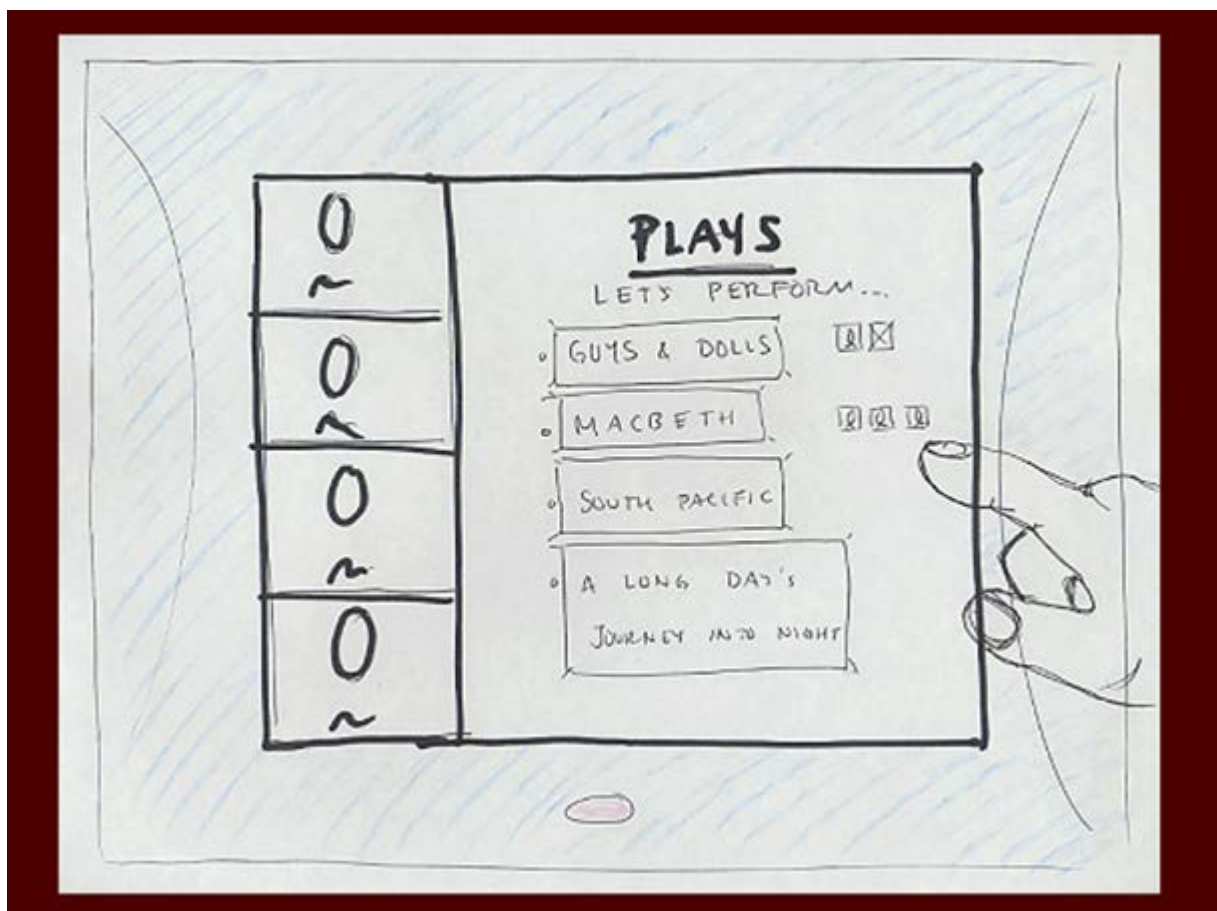 PLAYS
LETS PERFORM...
GUYS & DOLLS
MACBETH
SOUTH PACIFIC
A LONG DAY'S
JOURNEY INTO NIGHT